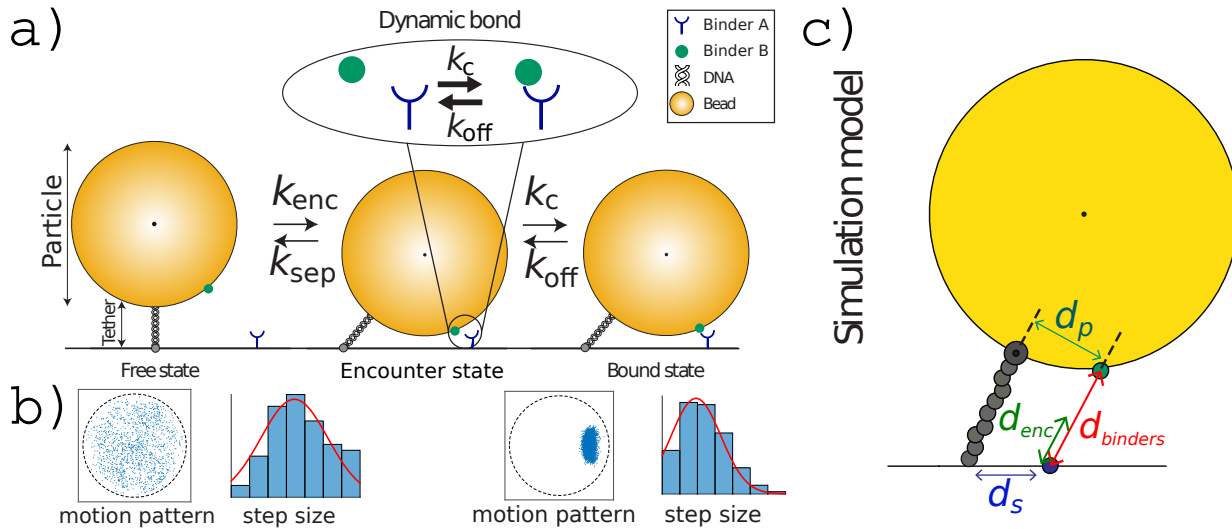 a)
Dynamic bond
k_c
k_off
Binder A
Binder B
DNA
Bead
Particle
Tether
k_enc
k_sep
k_c
k_off
Free state
Encounter state
Bound state
b)
motion pattern
step size
motion pattern
step size
c)
Simulation model
d_p
d_enc
d_binders
d_s